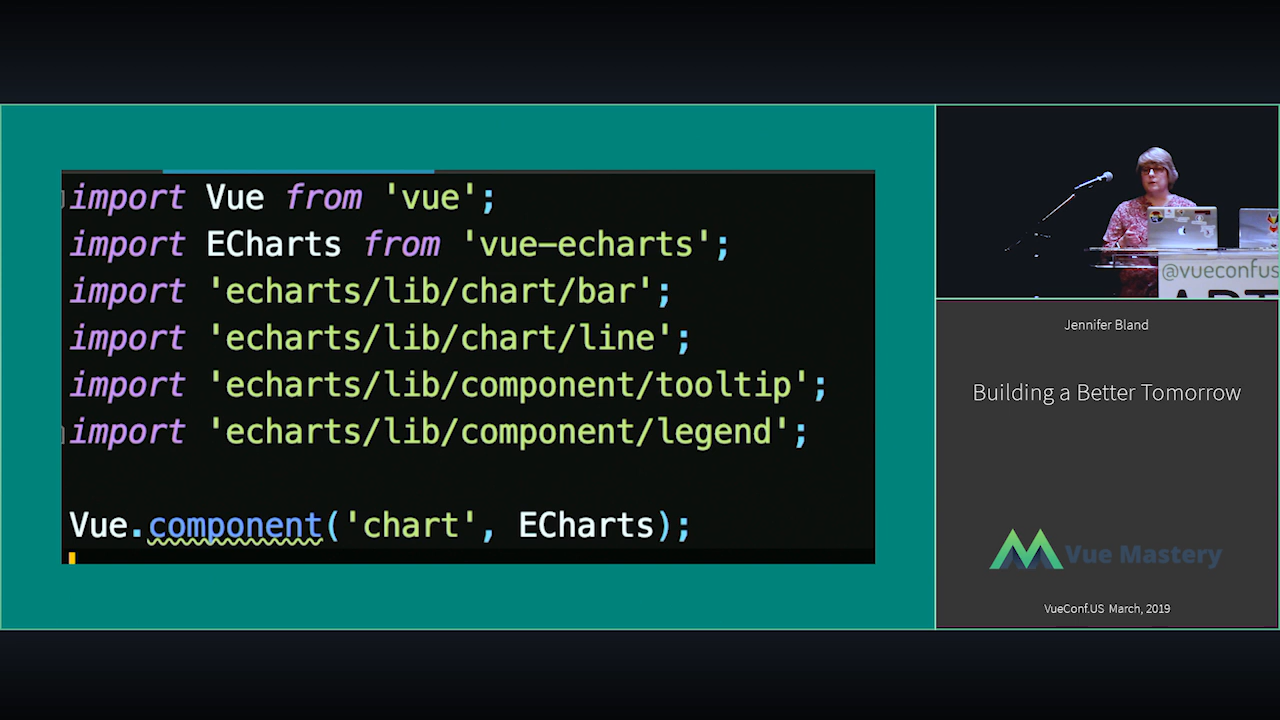 import Vue from 'vue';
import ECharts from 'vue-echarts';
import 'echarts/lib/chart/bar';
import 'echarts/lib/chart/line';
import 'echarts/lib/component/tooltip';
import 'echarts/lib/component/legend';
Vue.component('chart', ECharts);
@vueconfus
Jennifer Bland
Building a Better Tomorrow
Vue Mastery
VueConf.US March, 2019